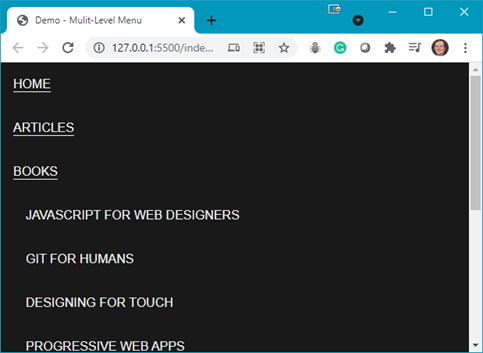 Demo - Mulit-Level Menu
127.0.0.1:5500/inde...
HOME
ARTICLES
BOOKS
JAVASCRIPT FOR WEB DESIGNERS
GIT FOR HUMANS
DESIGNING FOR TOUCH
PROGRESSIVE WEB APPS